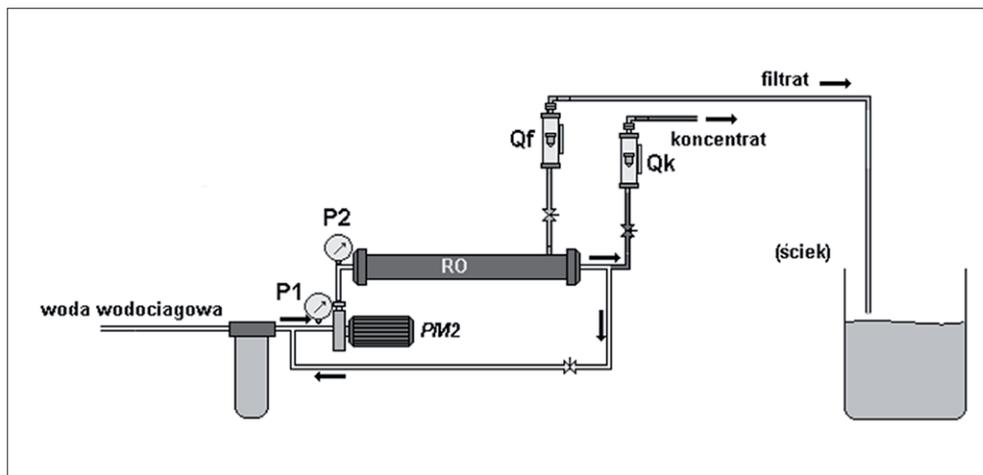 filtrat
Qf
koncentrat
Qk
P2
(ściek)
RO
P1
woda wodociagowa
PM2